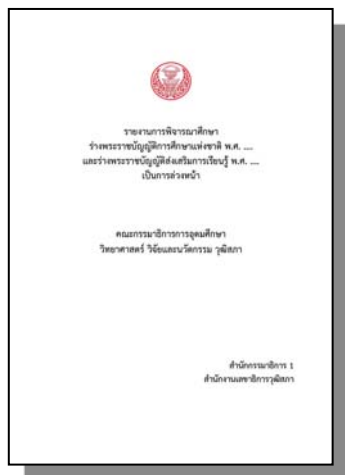 รายงานการพิจารณาศึกษา
ร่างพระราชบัญญัติการศึกษาแห่งชาติ พ.ศ. ....
และร่างพระราชบัญญัติส่งเสริมการเรียนรู้ พ.ศ. ....
เป็นการล่วงหน้า
คณะกรรมาธิการการอุดมศึกษา
วิทยาศาสตร์ วิจัยและนวัตกรรม วุฒิสภา
สำนักกรรมาธิการ 1
สำนักงานเลขาธิการวุฒิสภา